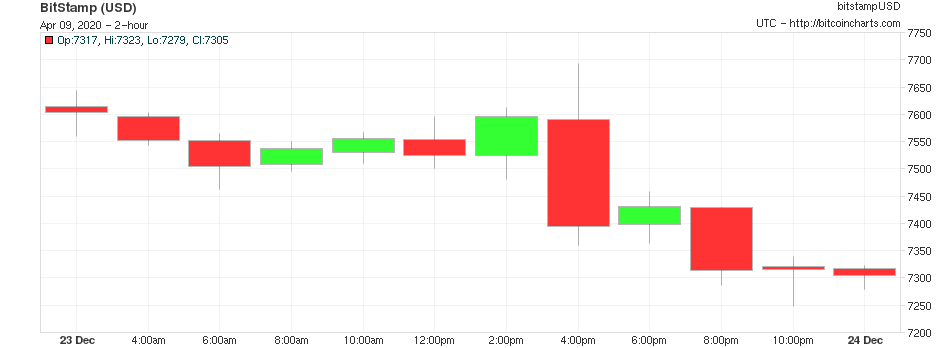 BitStamp (USD)
bitstampUSD
Apr 09, 2020 - 2-hour
UTC - http://bitcoincharts.com
Op:7317, Hi:7323, Lo:7279, Cl:7305
7750
7700
7650
7600
7550
7500
7450
7400
7350
7300
7250
7200
23 Dec 4:00am 6:00am 8:00am 10:00am 12:00pm 2:00pm 4:00pm 6:00pm 8:00pm 10:00pm 24 Dec